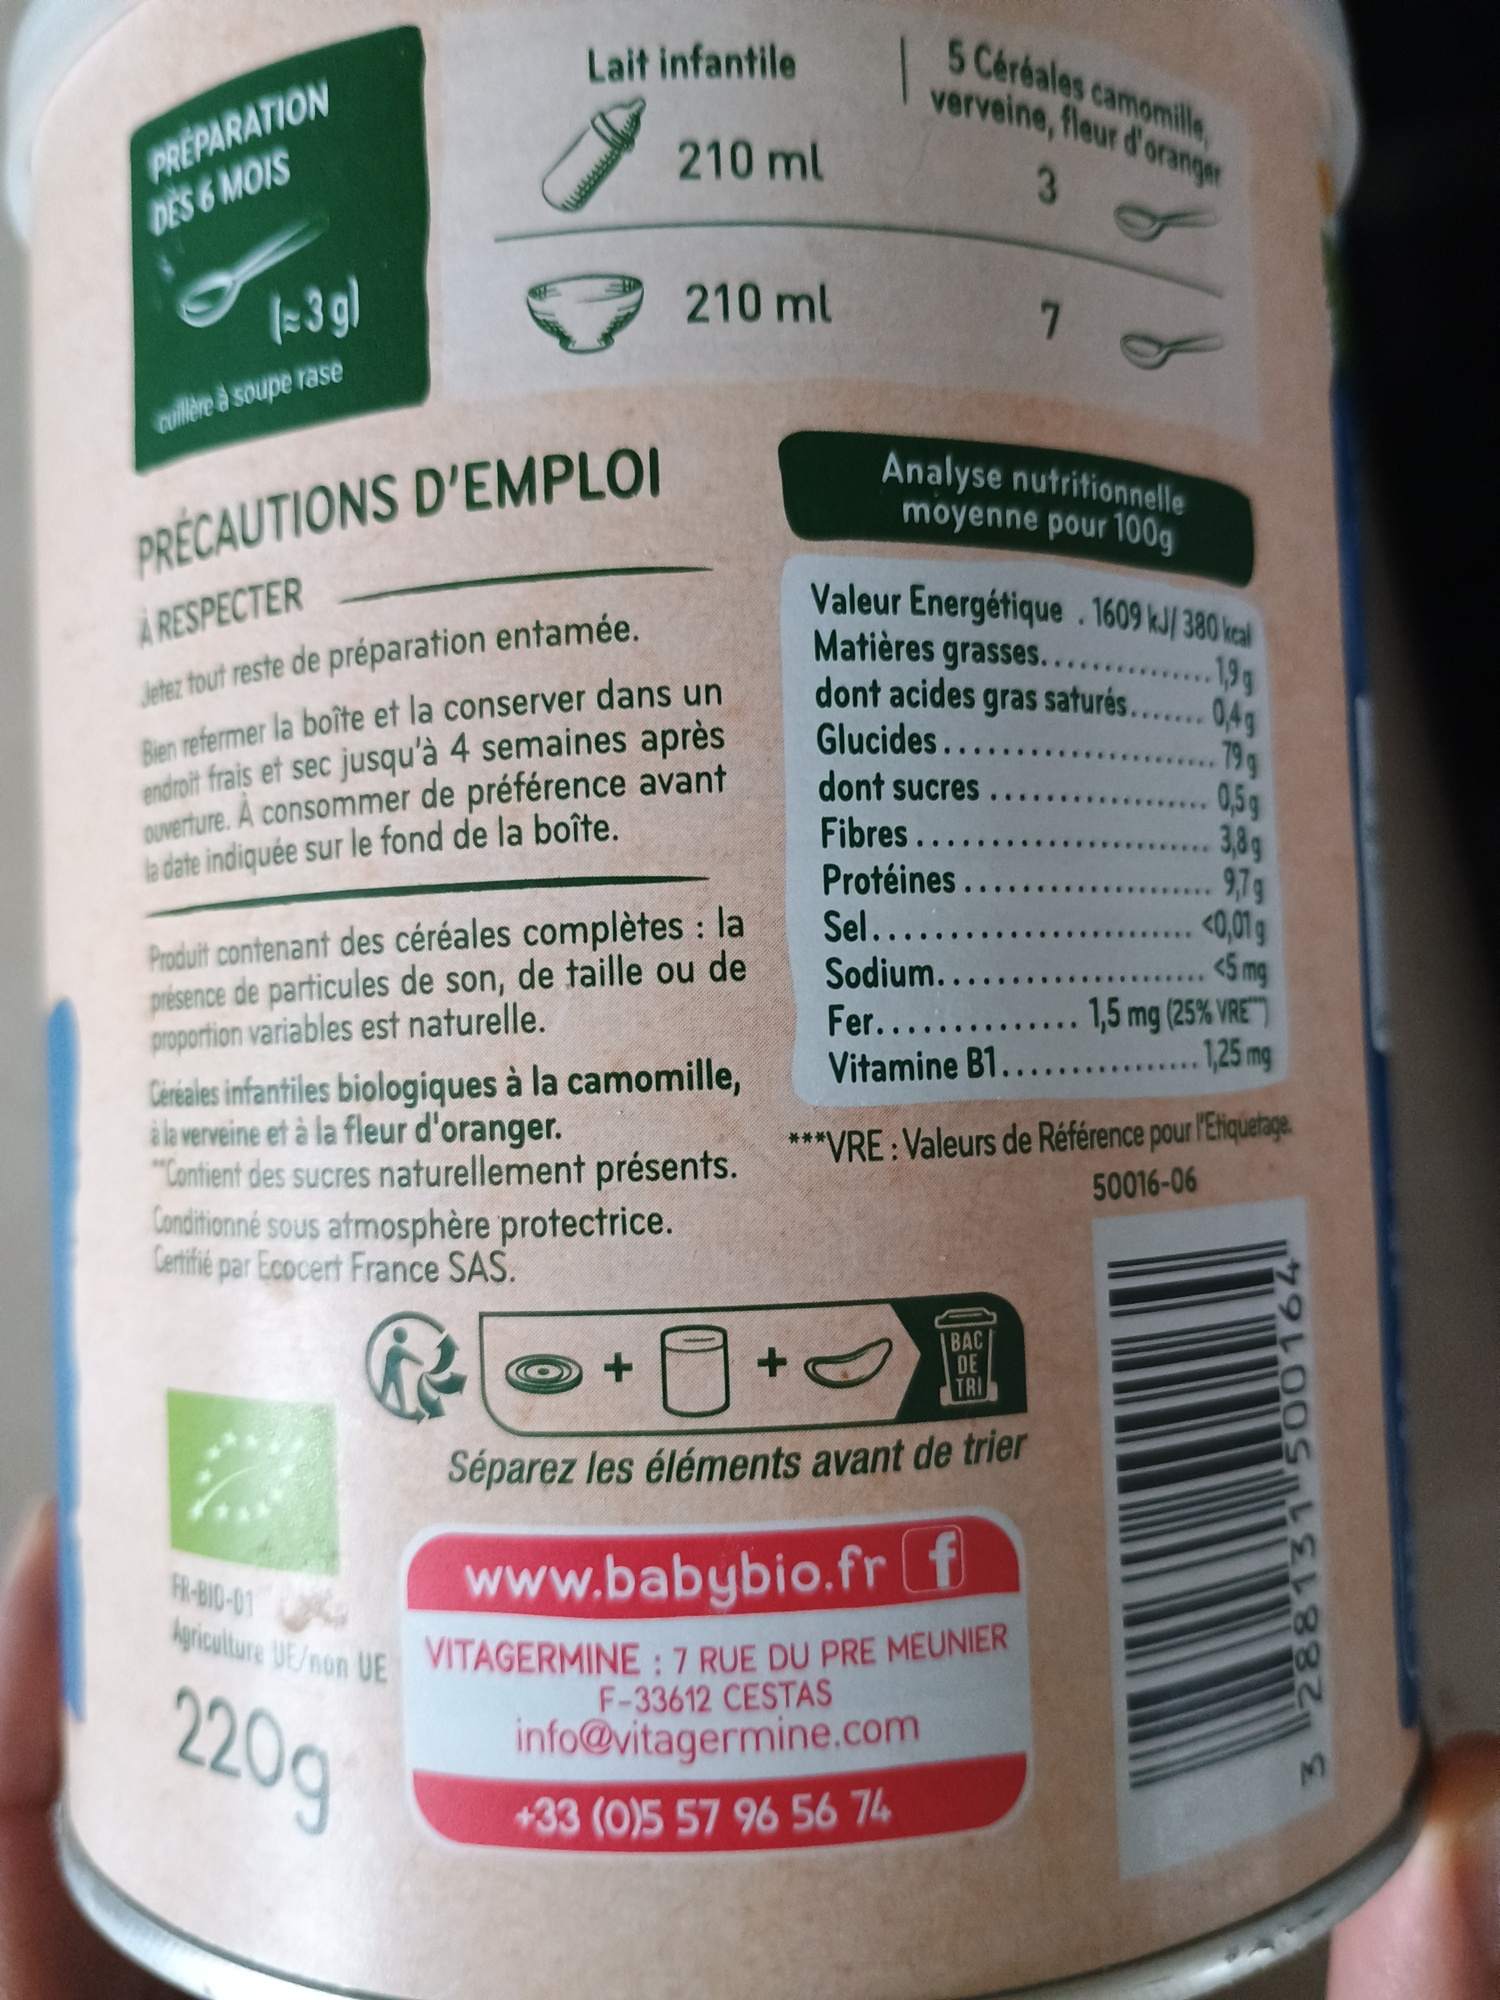 PRÉPARATION
DÈS 6 MOIS
(≈ 3 g)
cuillère à soupe rase
Lait infantile
5 Céréales camomille,
verveine, fleur d'oranger
210 ml
3
210 ml
7
PRÉCAUTIONS D'EMPLOI
À RESPECTER
Jetez tout reste de préparation entamée.
Bien refermer la boîte et la conserver dans un
endroit frais et sec jusqu'à 4 semaines après
ouverture. À consommer de préférence avant
la date indiquée sur le fond de la boîte.
Produit contenant des céréales complètes : la
présence de particules de son, de taille ou de
proportion variables est naturelle.
Céréales infantiles biologiques à la camomille,
à la verveine et à la fleur d'oranger.
**Contient des sucres naturellement présents.
Conditionné sous atmosphère protectrice.
Certifié par Ecocert France SAS.
Analyse nutritionnelle
moyenne pour 100g
Valeur Energétique . 1609 kJ/ 380 kcal
Matières grasses................ 1,9 g
dont acides gras saturés....... 0,4 g
Glucides................... 79 g
dont sucres ................... 0,5 g
Fibres ....................... 3,8 g
Protéines .................... 9,7 g
Sel....................... <0,01 g
Sodium..................... <5 mg
Fer............... 1,5 mg (25% VRE***)
Vitamine B1................ 1,25 mg
***VRE : Valeurs de Référence pour l'Etiquetage.
50016-06
3 288131 500164
BAC
DE
TRI
Séparez les éléments avant de trier
FR-BIO-01
Agriculture UE/non UE
220g
www.babybio.fr f
VITAGERMINE : 7 RUE DU PRE MEUNIER
F-33612 CESTAS
info@vitagermine.com
+33 (0)5 57 96 56 74